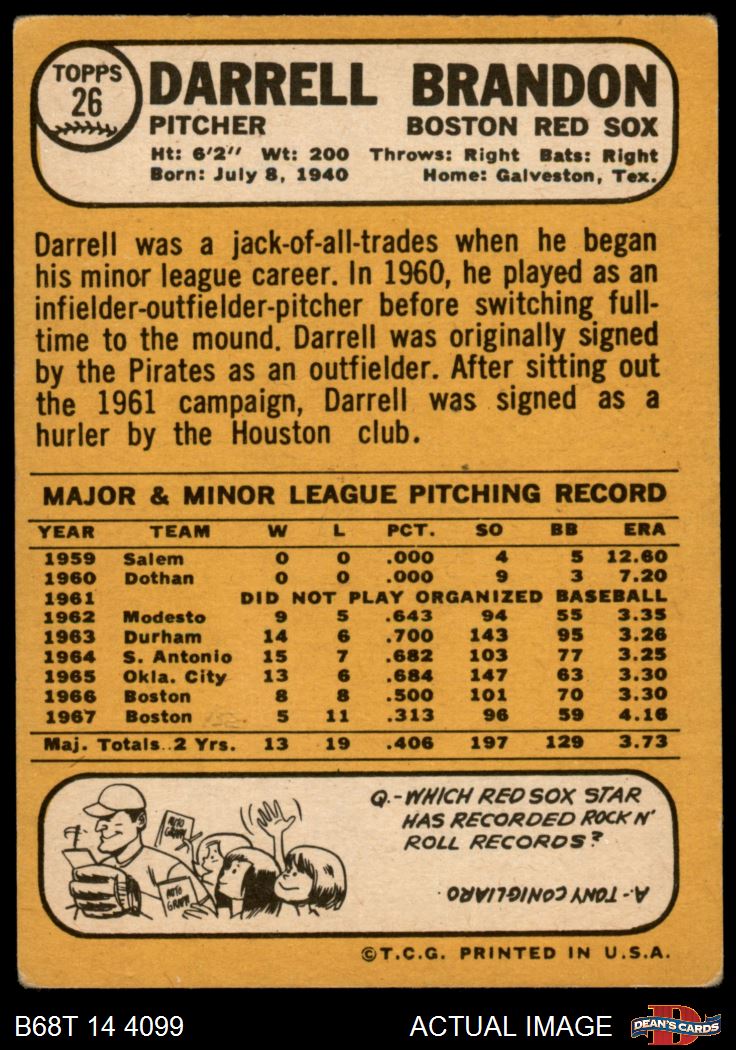 TOPPS
26
DARRELL BRANDON
PITCHER BOSTON RED SOX
Ht: 6'2" Wt: 200 Throws: Right Bats: Right
Born: July 8, 1940 Home: Galveston, Tex.
Darrell was a jack-of-all-trades when he began
his minor league career. In 1960, he played as an
infielder-outfielder-pitcher before switching full-
time to the mound. Darrell was originally signed
by the Pirates as an outfielder. After sitting out
the 1961 campaign, Darrell was signed as a
hurler by the Houston club.
MAJOR & MINOR LEAGUE PITCHING RECORD
YEAR TEAM W L PCT. SO BB ERA
1959 Salem 0 0 .000 4 5 12.60
1960 Dothan 0 0 .000 9 3 7.20
1961 DID NOT PLAY ORGANIZED BASEBALL
1962 Modesto 9 5 .643 94 55 3.35
1963 Durham 14 6 .700 143 95 3.26
1964 S. Antonio 15 7 .682 103 77 3.25
1965 Okla. City 13 6 .684 147 63 3.30
1966 Boston 8 8 .500 101 70 3.30
1967 Boston 5 11 .313 96 59 4.16
Maj. Totals..2 Yrs. 13 19 .406 197 129 3.73
AUTO
GRAPH
AUTO
GRAPH
Q.-WHICH RED SOX STAR
HAS RECORDED ROCK N'
ROLL RECORDS?
A-TONY CONIGLIARO
©T.C.G. PRINTED IN U.S.A.
B68T 14 4099 ACTUAL IMAGE DEAN'S CARDS